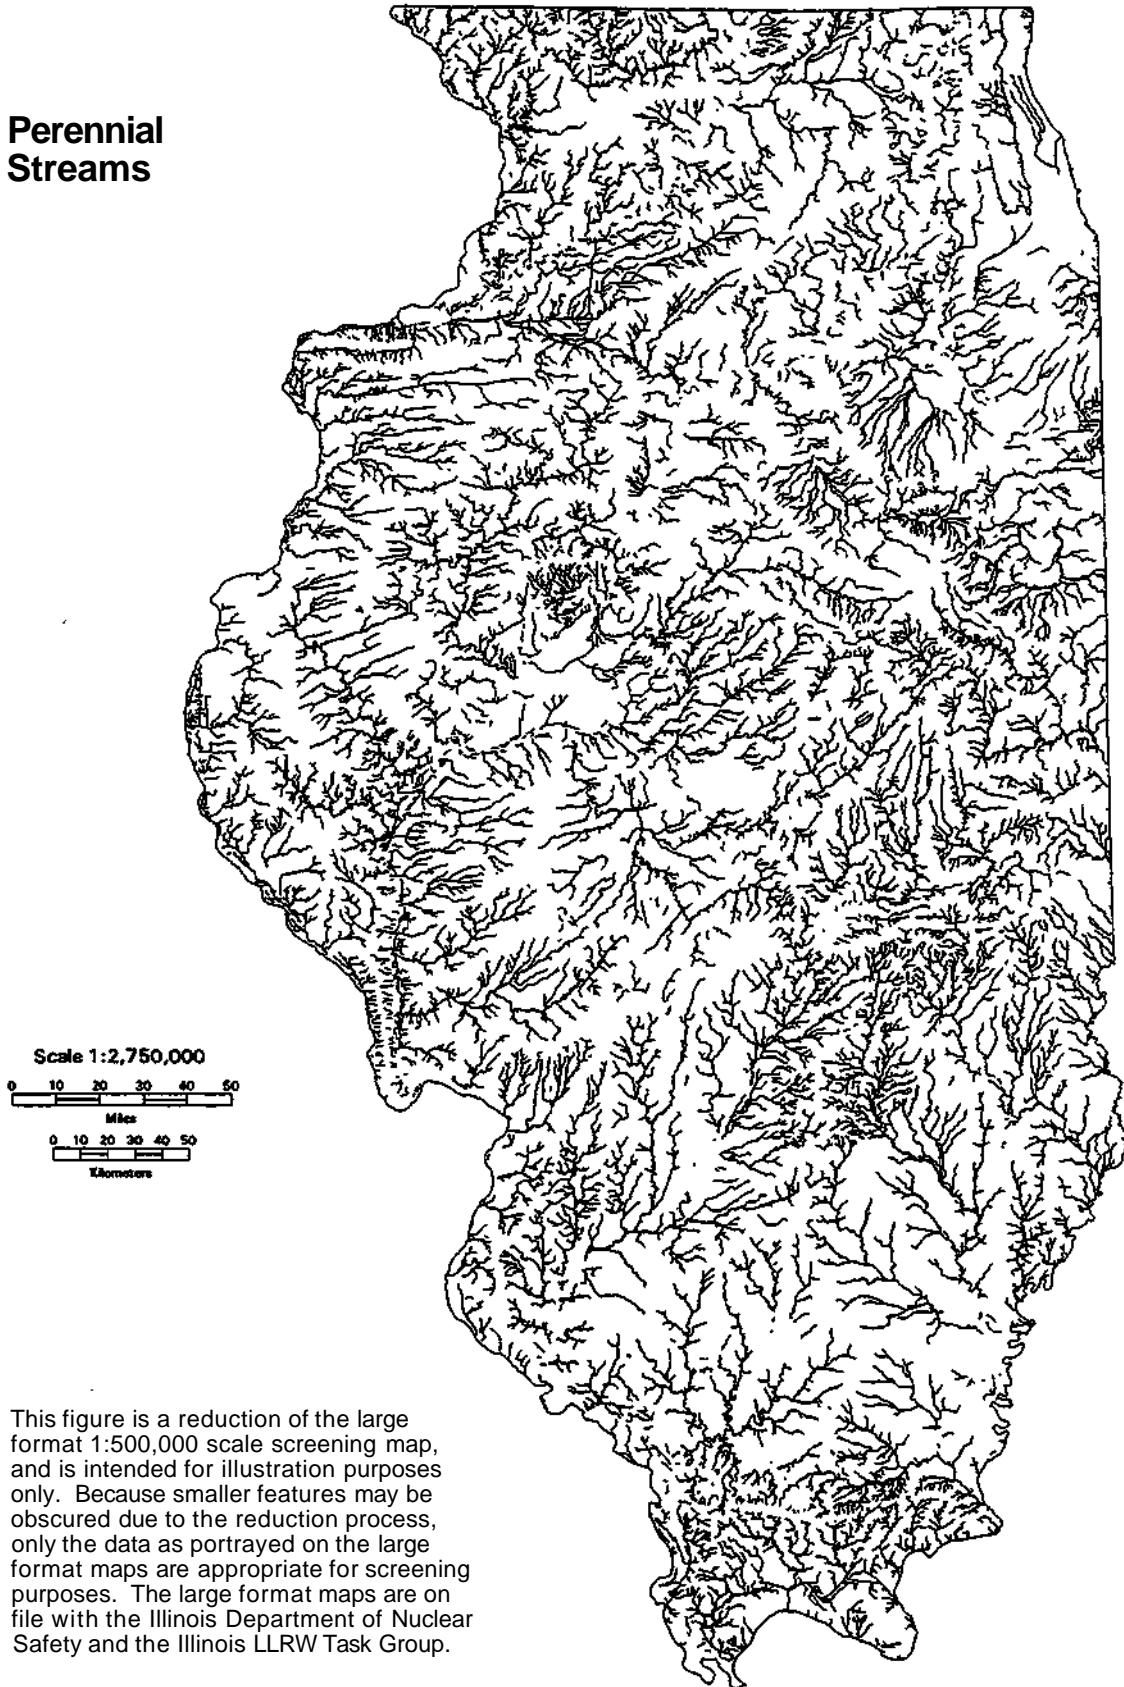 Perennial
Streams
Scale 1:2,750,000
0 10 20 30 40 50
Miles
0 10 20 30 40 50
Kilometers
This figure is a reduction of the large
format 1:500,000 scale screening map,
and is intended for illustration purposes
only. Because smaller features may be
obscured due to the reduction process,
only the data as portrayed on the large
format maps are appropriate for screening
purposes. The large format maps are on
file with the Illinois Department of Nuclear
Safety and the Illinois LLRW Task Group.